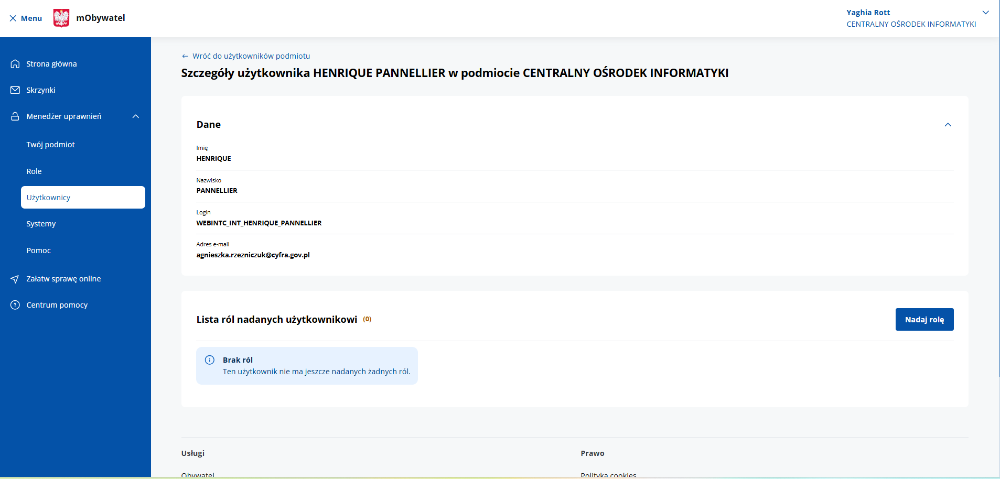 Menu
mObywatel
Yaghia Rott
CENTRALNY OŚRODEK INFORMATYKI
Strona główna
Skrzynki
Menedżer uprawnień
Twój podmiot
Role
Użytkownicy
Systemy
Pomoc
Załatw sprawę online
Centrum pomocy
Wróć do użytkowników podmiotu
Szczegóły użytkownika HENRIQUE PANNELLIER w podmiocie CENTRALNY OŚRODEK INFORMATYKI
Dane
Imię
HENRIQUE
Nazwisko
PANNELLIER
Login
WEBINTC_INT_HENRIQUE_PANNELLIER
Adres e-mail
agnieszka.rzezniczuk@cyfra.gov.pl
Lista ról nadanych użytkownikowi (0)
Nadaj rolę
Brak ról
Ten użytkownik nie ma jeszcze nadanych żadnych ról.
Usługi
Prawo
Obywatel
Polityka cookies